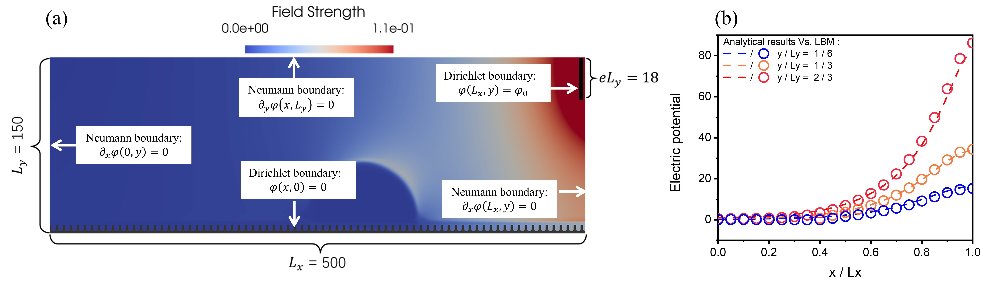 (a)
Field Strength
0.0e+00 1.1e-01
Neumann boundary:
∂yφ(x, Ly) = 0
Dirichlet boundary:
φ(Lx, y) = φ0
eLy = 18
Ly = 150
Neumann boundary:
∂xφ(0, y) = 0
Dirichlet boundary:
φ(x, 0) = 0
Neumann boundary:
∂xφ(Lx, y) = 0
Lx = 500
(b)
Analytical results Vs. LBM :
/ y / Ly = 1 / 6
/ y / Ly = 1 / 3
/ y / Ly = 2 / 3
Electric potential
80
60
40
20
0
0.0 0.2 0.4 0.6 0.8 1.0
x / Lx